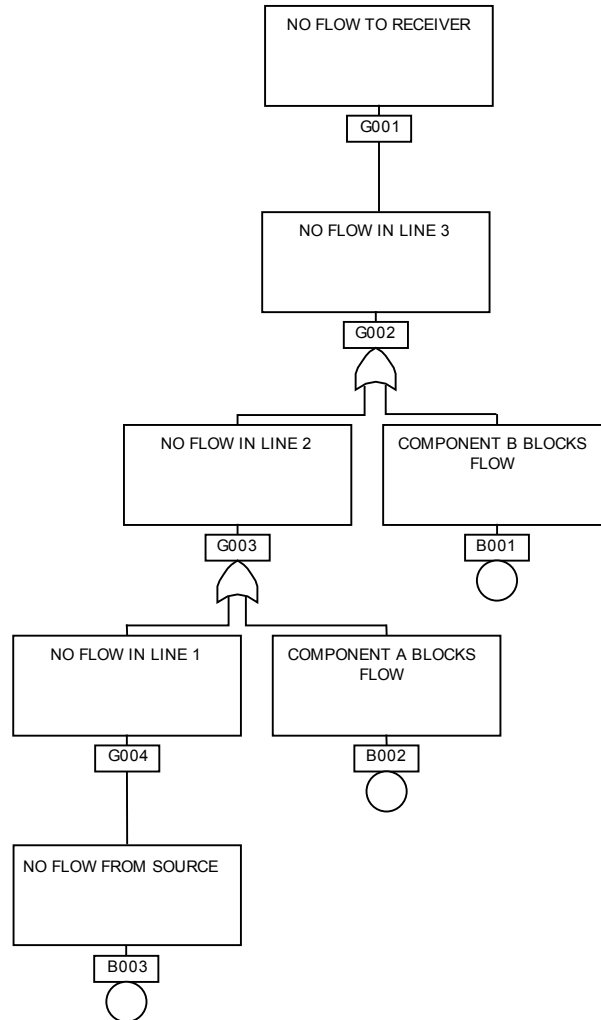 NO FLOW TO RECEIVER
G001
NO FLOW IN LINE 3
G002
NO FLOW IN LINE 2
COMPONENT B BLOCKS
FLOW
G003
B001
NO FLOW IN LINE 1
COMPONENT A BLOCKS
FLOW
G004
B002
NO FLOW FROM SOURCE
B003